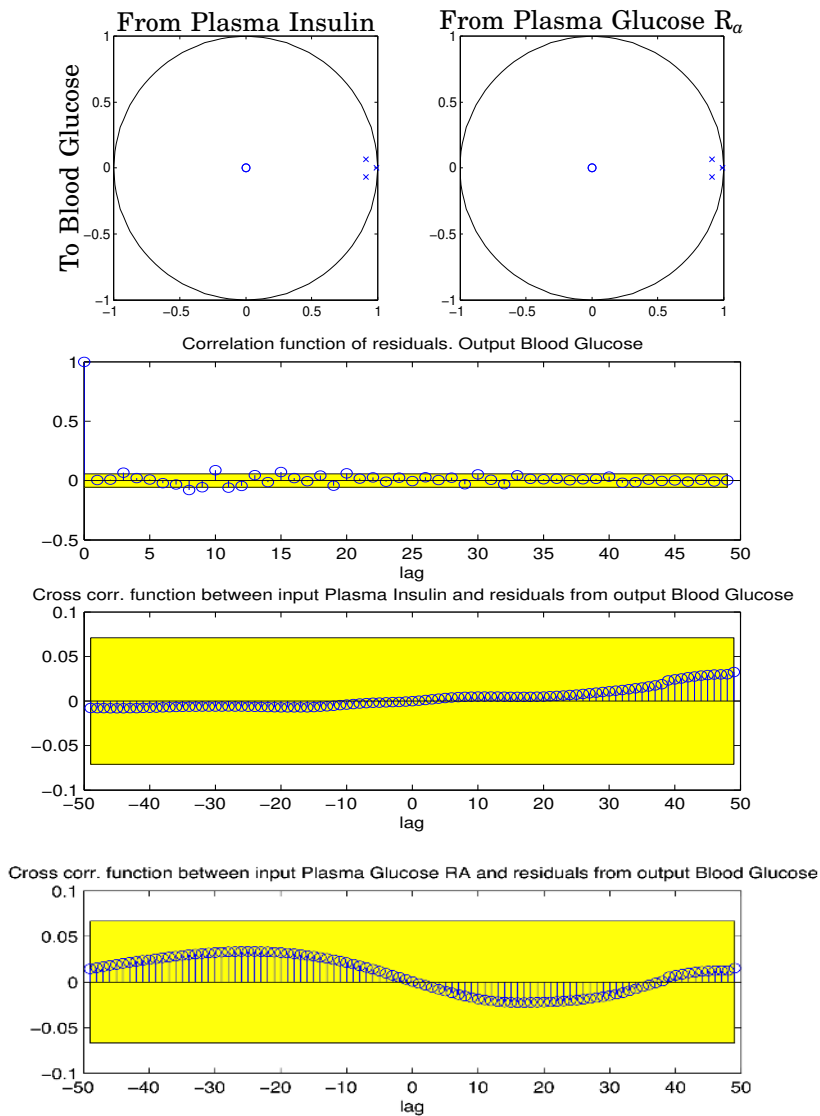 From Plasma Insulin
From Plasma Glucose Rₐ
To Blood Glucose
1
0.5
0
−0.5
−1
−1
−0.5
0
0.5
1
1
0.5
0
−0.5
−1
−1
−0.5
0
0.5
1
Correlation function of residuals. Output Blood Glucose
1
0.5
0
−0.5
0 5 10 15 20 25 30 35 40 45 50
lag
Cross corr. function between input Plasma Insulin and residuals from output Blood Glucose
0.1
0.05
0
−0.05
−0.1
−50 −40 −30 −20 −10 0 10 20 30 40 50
lag
Cross corr. function between input Plasma Glucose RA and residuals from output Blood Glucose
0.1
0.05
0
−0.05
−0.1
−50 −40 −30 −20 −10 0 10 20 30 40 50
lag